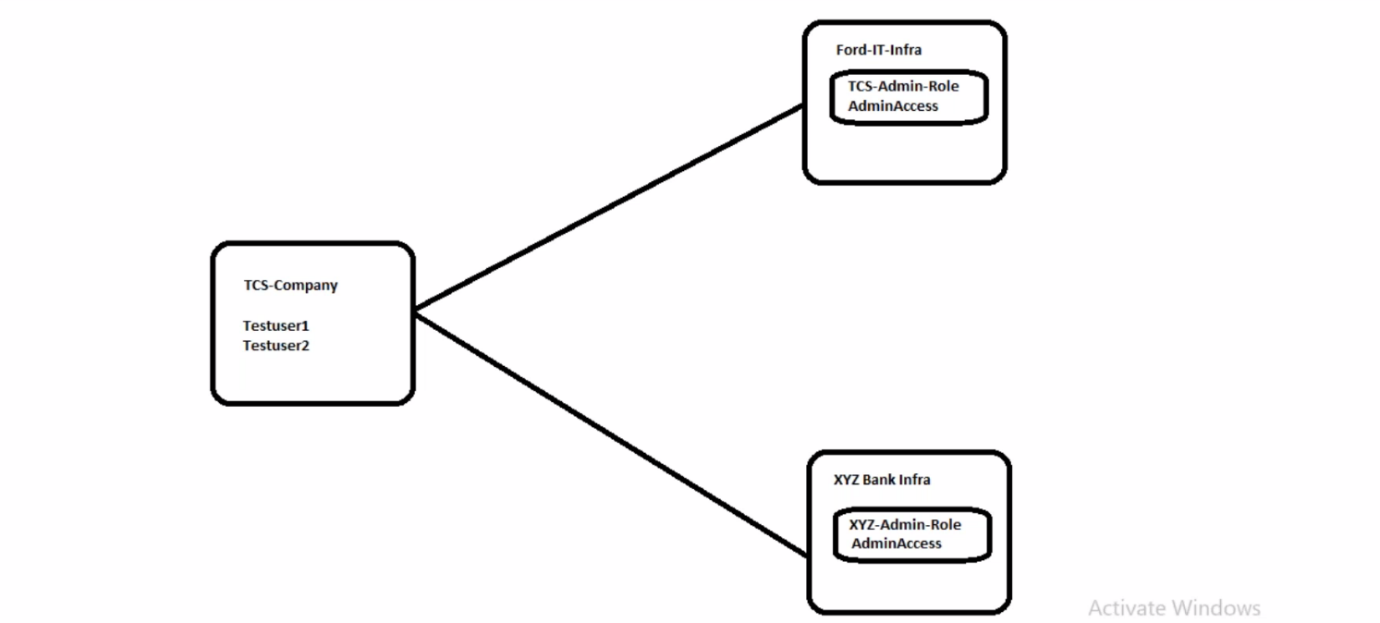 Ford-IT-Infra
TCS-Admin-Role
AdminAccess
TCS-Company
Testuser1
Testuser2
XYZ Bank Infra
XYZ-Admin-Role
AdminAccess
Activate Windows